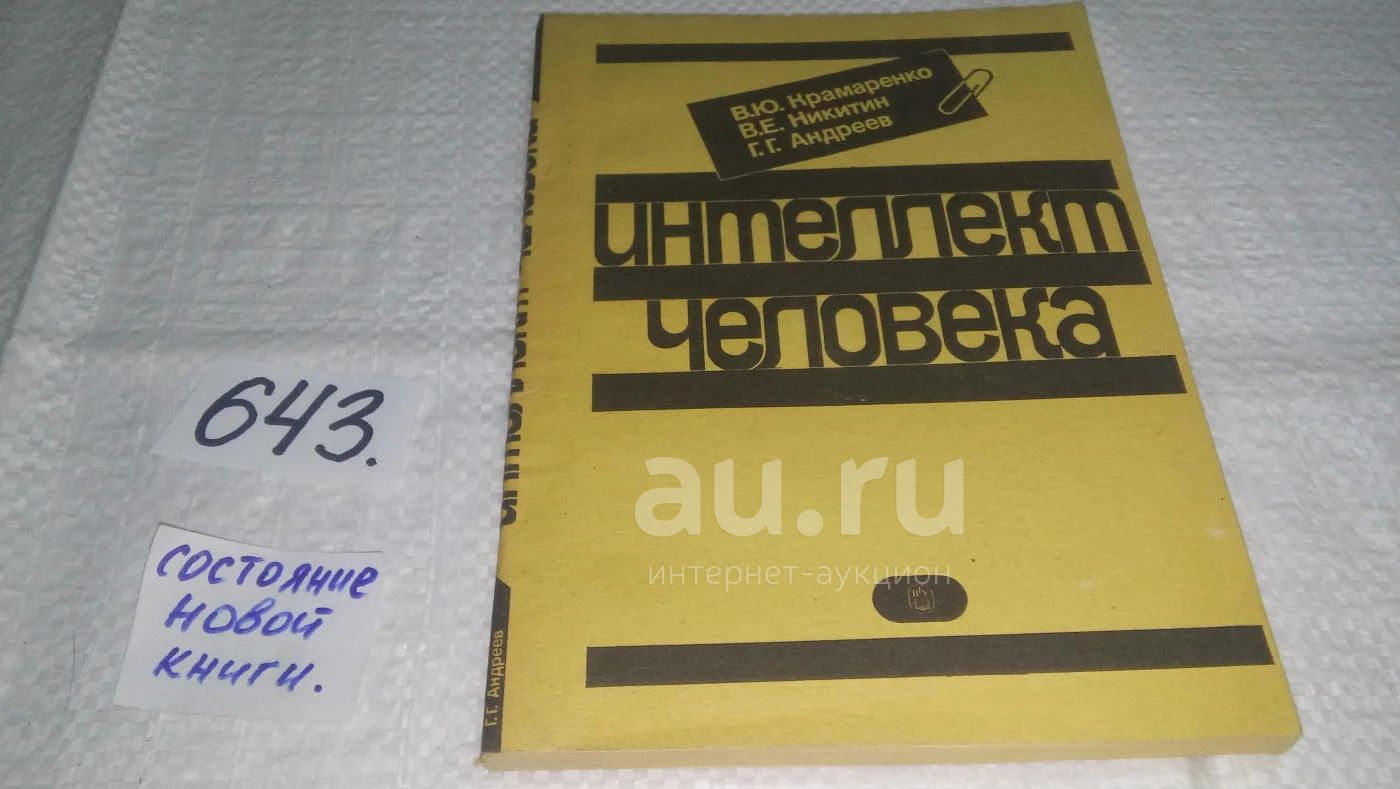 В.Ю. Крамаренко
В.Е. Никитин
Г.Г. Андреев
интеллект
человека
643.
состояние
новой
книги.
au.ru
интернет-аукцион
Г.Г. Андреев